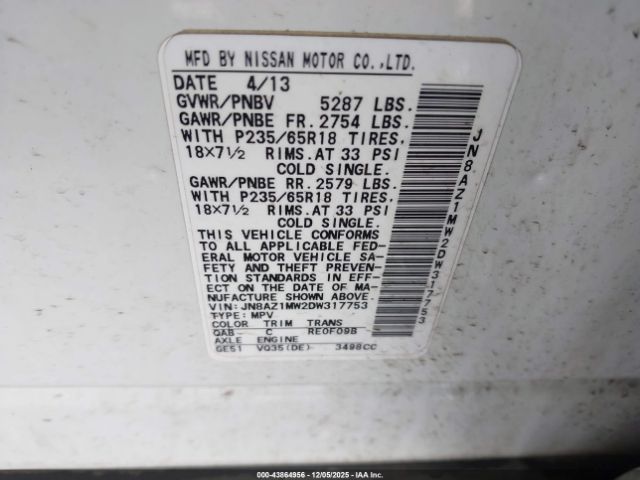 MFD BY NISSAN MOTOR CO.,LTD.
DATE 4/13
GVWR/PNBV 5287 LBS.
GAWR/PNBE FR. 2754 LBS.
WITH P235/65R18 TIRES,
18×7½ RIMS.AT 33 PSI
COLD SINGLE.
GAWR/PNBE RR. 2579 LBS.
WITH P235/65R18 TIRES,
18×7½ RIMS.AT 33 PSI
COLD SINGLE.
THIS VEHICLE CONFORMS
TO ALL APPLICABLE FED-
ERAL MOTOR VEHICLE SA-
FETY AND THEFT PREVEN-
TION STANDARDS IN EFF-
ECT ON THE DATE OF MA-
NUFACTURE SHOWN ABOVE.
VIN: JN8AZ1MW2DW317753
TYPE: MPV
COLOR TRIM TRANS
QAB C RE0F09B
AXLE ENGINE
GE51 VQ35(DE) 3498CC
JN8AZ1MW2DW317753
000-43864956 - 12/05/2025 - IAA Inc.